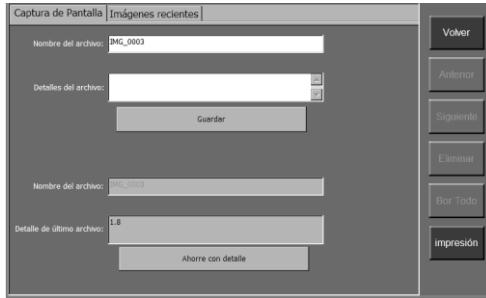 Captura de Pantalla
Imágenes recientes
Nombre del archivo:
IMG_0003
Detalles del archivo:
Guardar
Nombre del archivo:
IMG_0003
Detalle de último archivo:
1.8
Ahorre con detalle
Volver
Anterior
Siguiente
Eliminar
Bor Todo
impresión